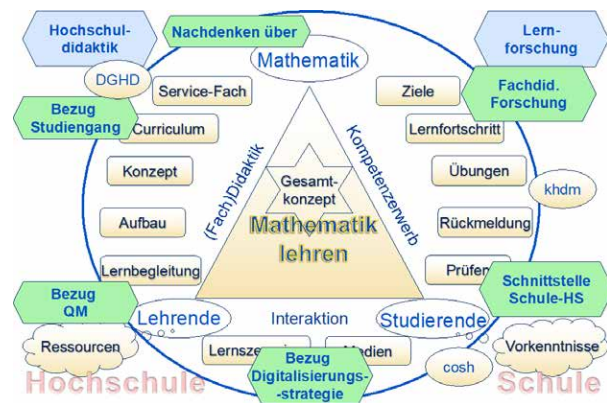 Hochschul-
didaktik
Nachdenken über
Lern-
forschung
Mathematik
DGHD
Service-Fach
Ziele
Fachdid.
Forschung
Bezug
Studiengang
Curriculum
Lernfortschritt
(Fach)Didaktik
Kompetenzerwerb
Konzept
Gesamt-
konzept
Übungen
khdm
Mathematik
lehren
Aufbau
Rückmeldung
Lernbegleitung
Prüfen
Bezug
QM
Schnittstelle
Schule-HS
Lehrende
Interaktion
Studierende
Ressourcen
Medien
Vorkenntnisse
Bezug
Digitalisierungs-
-strategie
cosh
Hochschule
Schule